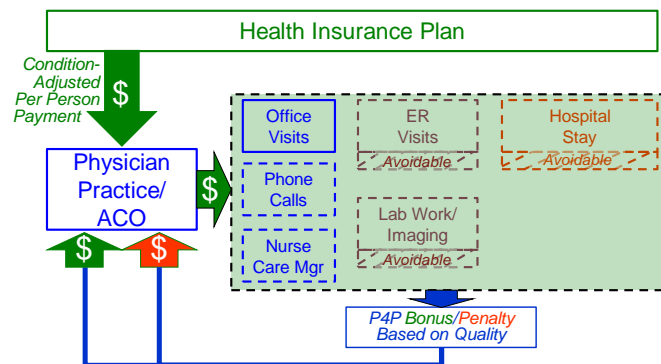 Health Insurance Plan
Condition-
Adjusted
Per Person
Payment
$
Physician
Practice/
ACO
$
Office
Visits
ER
Visits
Avoidable
Hospital
Stay
Avoidable
Phone
Calls
Lab Work/
Imaging
Avoidable
Nurse
Care Mgr
$
$
P4P Bonus/Penalty
Based on Quality